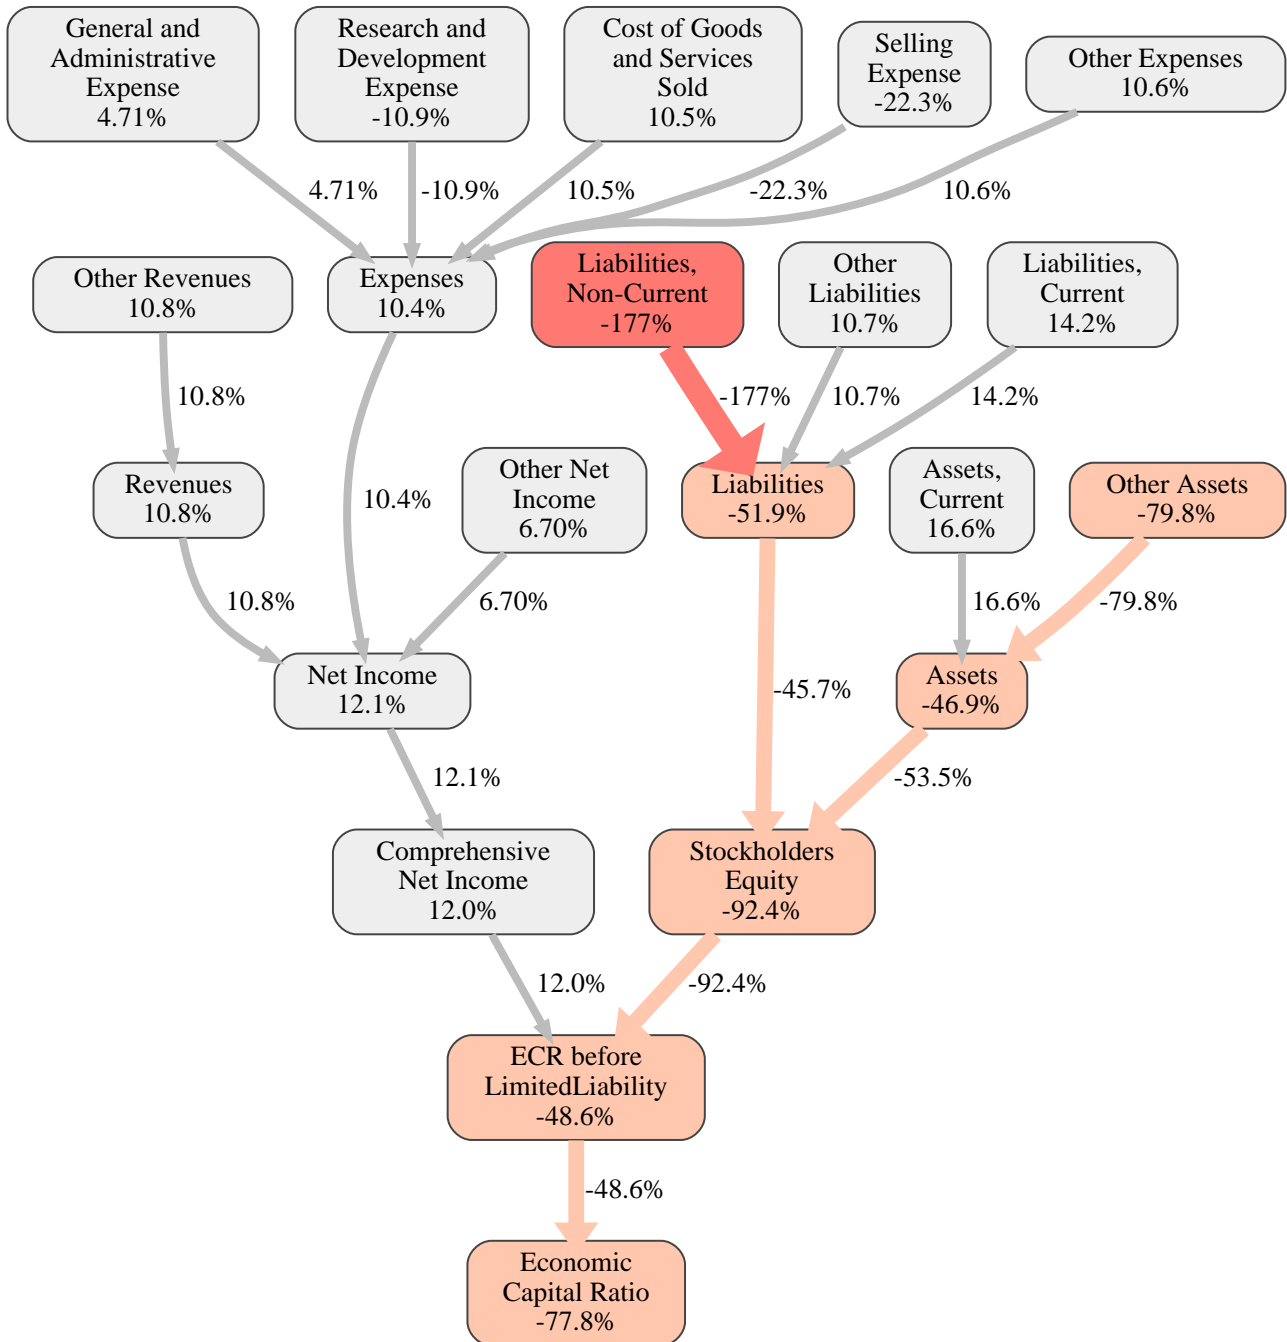 General and
Administrative
Expense
4.71%
Research and
Development
Expense
-10.9%
Cost of Goods
and Services
Sold
10.5%
Selling
Expense
-22.3%
Other Expenses
10.6%
4.71%
-10.9%
10.5%
-22.3%
10.6%
Other Revenues
10.8%
Expenses
10.4%
Liabilities,
Non-Current
-177%
Other
Liabilities
10.7%
Liabilities,
Current
14.2%
10.8%
-177%
10.7%
14.2%
Revenues
10.8%
10.4%
Other Net
Income
6.70%
Liabilities
-51.9%
Assets,
Current
16.6%
Other Assets
-79.8%
10.8%
6.70%
16.6%
-79.8%
Net Income
12.1%
-45.7%
Assets
-46.9%
12.1%
-53.5%
Comprehensive
Net Income
12.0%
Stockholders
Equity
-92.4%
12.0%
-92.4%
ECR before
LimitedLiability
-48.6%
-48.6%
Economic
Capital Ratio
-77.8%